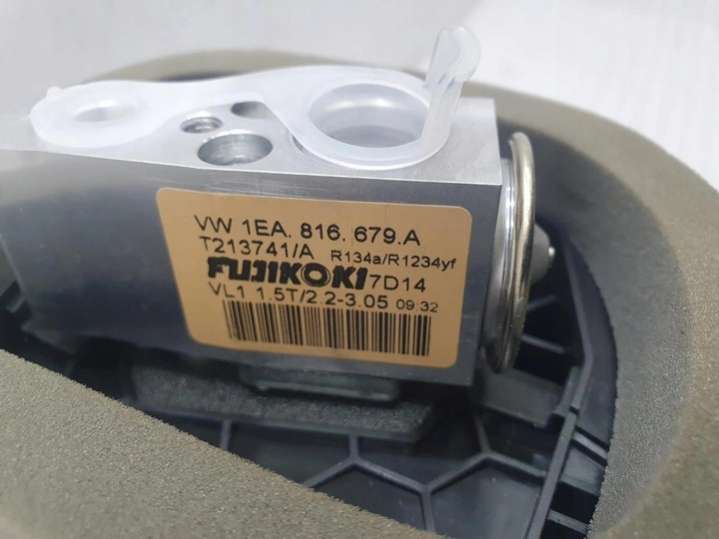 VW 1EA. 816. 679.A
T213741/A R134a/R1234yf
FUJIKOKI 7D14
VL1 1.5T/2.2-3.05 09:32